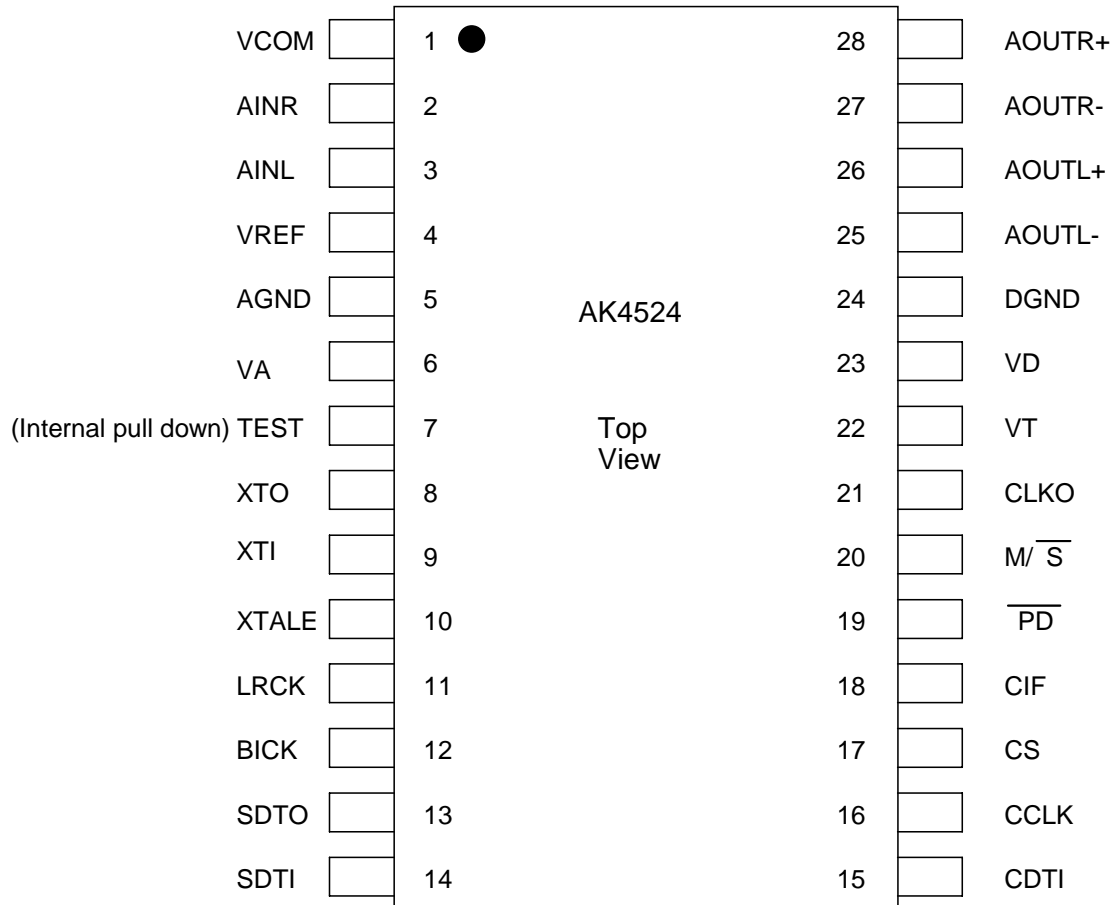 VCOM 1 28 AOUTR+
AINR 2 27 AOUTR-
AINL 3 26 AOUTL+
VREF 4 25 AOUTL-
AGND 5 AK4524 24 DGND
VA 6 23 VD
(Internal pull down) TEST 7 Top View 22 VT
XTO 8 21 CLKO
XTI 9 20 M/ S̅
XTALE 10 19 P̅D̅
LRCK 11 18 CIF
BICK 12 17 CS
SDTO 13 16 CCLK
SDTI 14 15 CDTI